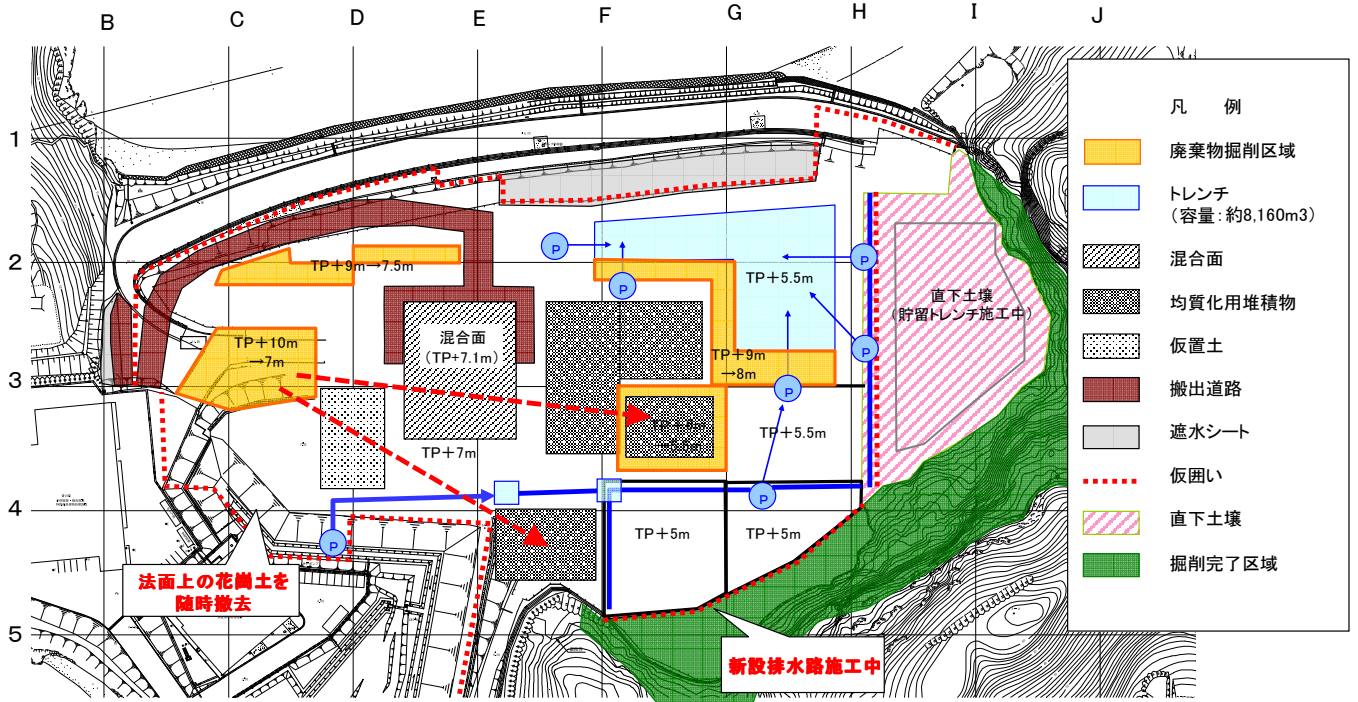 B C D E F G H I J
1
2
3
4
5
凡 例
廃棄物掘削区域
トレンチ
（容量：約8,160m3）
混合面
均質化用堆積物
仮置土
搬出道路
遮水シート
仮囲い
直下土壌
掘削完了区域
TP＋9m→7.5m
P
P
TP＋5.5m
P
直下土壌
（貯留トレンチ施工中）
混合面
（TP+7.1m）
TP＋10m
→7m
P
TP＋9m
→8m
P
TP＋5.5m
TP＋7m
P
P
TP＋5m
TP＋5m
法面上の花崗土を
随時撤去
新設排水路施工中